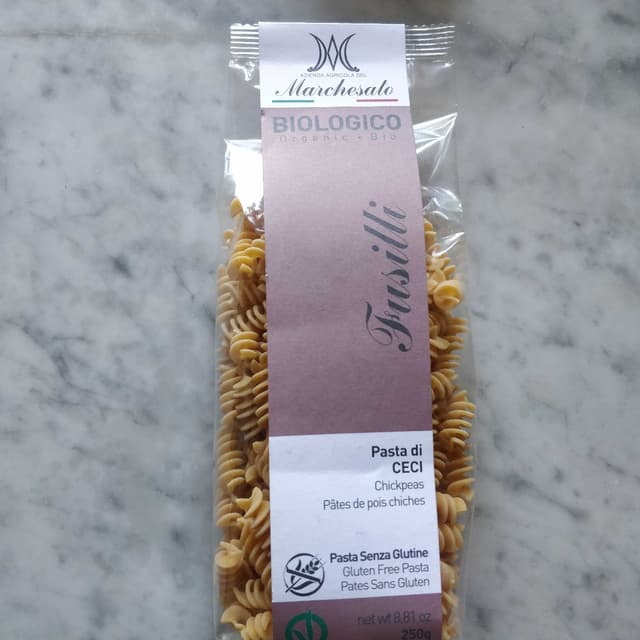 AZIENDA AGRICOLA DEL
Marchesato
BIOLOGICO
Organic • Bio
Fusilli
Pasta di
CECI
Chickpeas
Pâtes de pois chiches
Pasta Senza Glutine
Gluten Free Pasta
Pates Sans Gluten
net wt 8.81 oz
250g